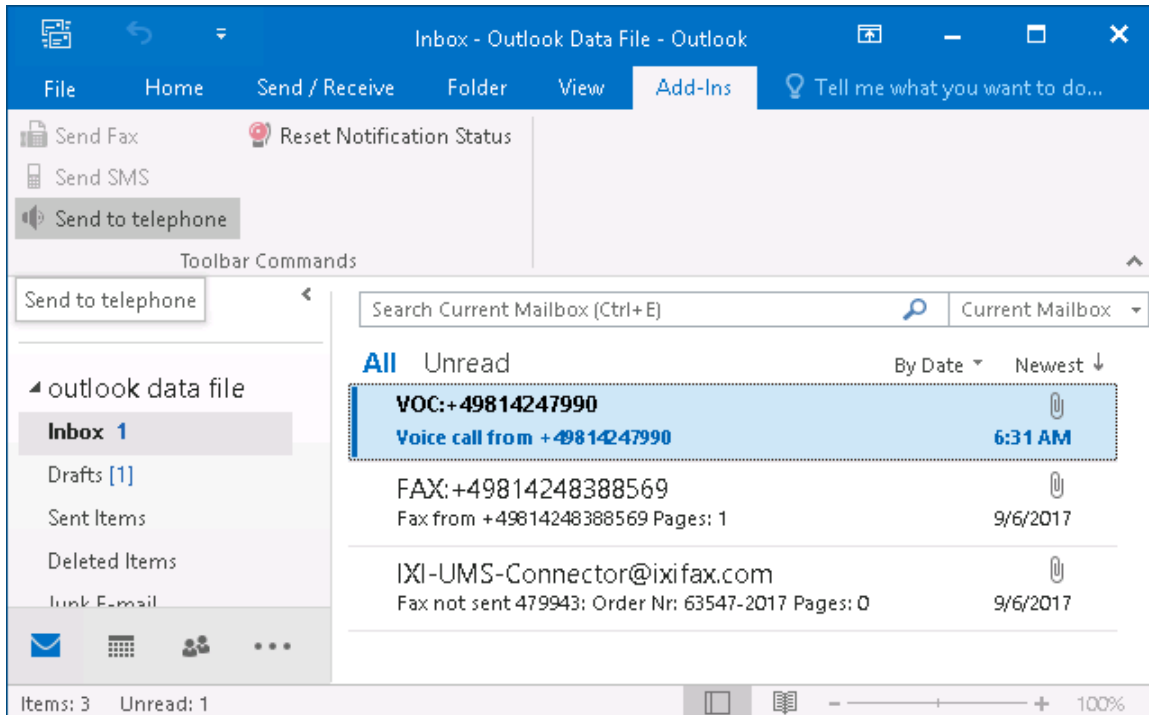 Inbox - Outlook Data File - Outlook
File Home Send / Receive Folder View Add-Ins Tell me what you want to do...
Send Fax Reset Notification Status
Send SMS
Send to telephone
Toolbar Commands
Send to telephone
Search Current Mailbox (Ctrl+E) Current Mailbox
All Unread By Date Newest
outlook data file
VOC:+49814247990
Inbox 1
Voice call from +49814247990 6:31 AM
Drafts [1]
FAX:+49814248388569
Sent Items
Fax from +49814248388569 Pages: 1 9/6/2017
Deleted Items
IXI-UMS-Connector@ixifax.com
Junk E-mail
Fax not sent 479943: Order Nr: 63547-2017 Pages: 0 9/6/2017
Items: 3 Unread: 1 100%